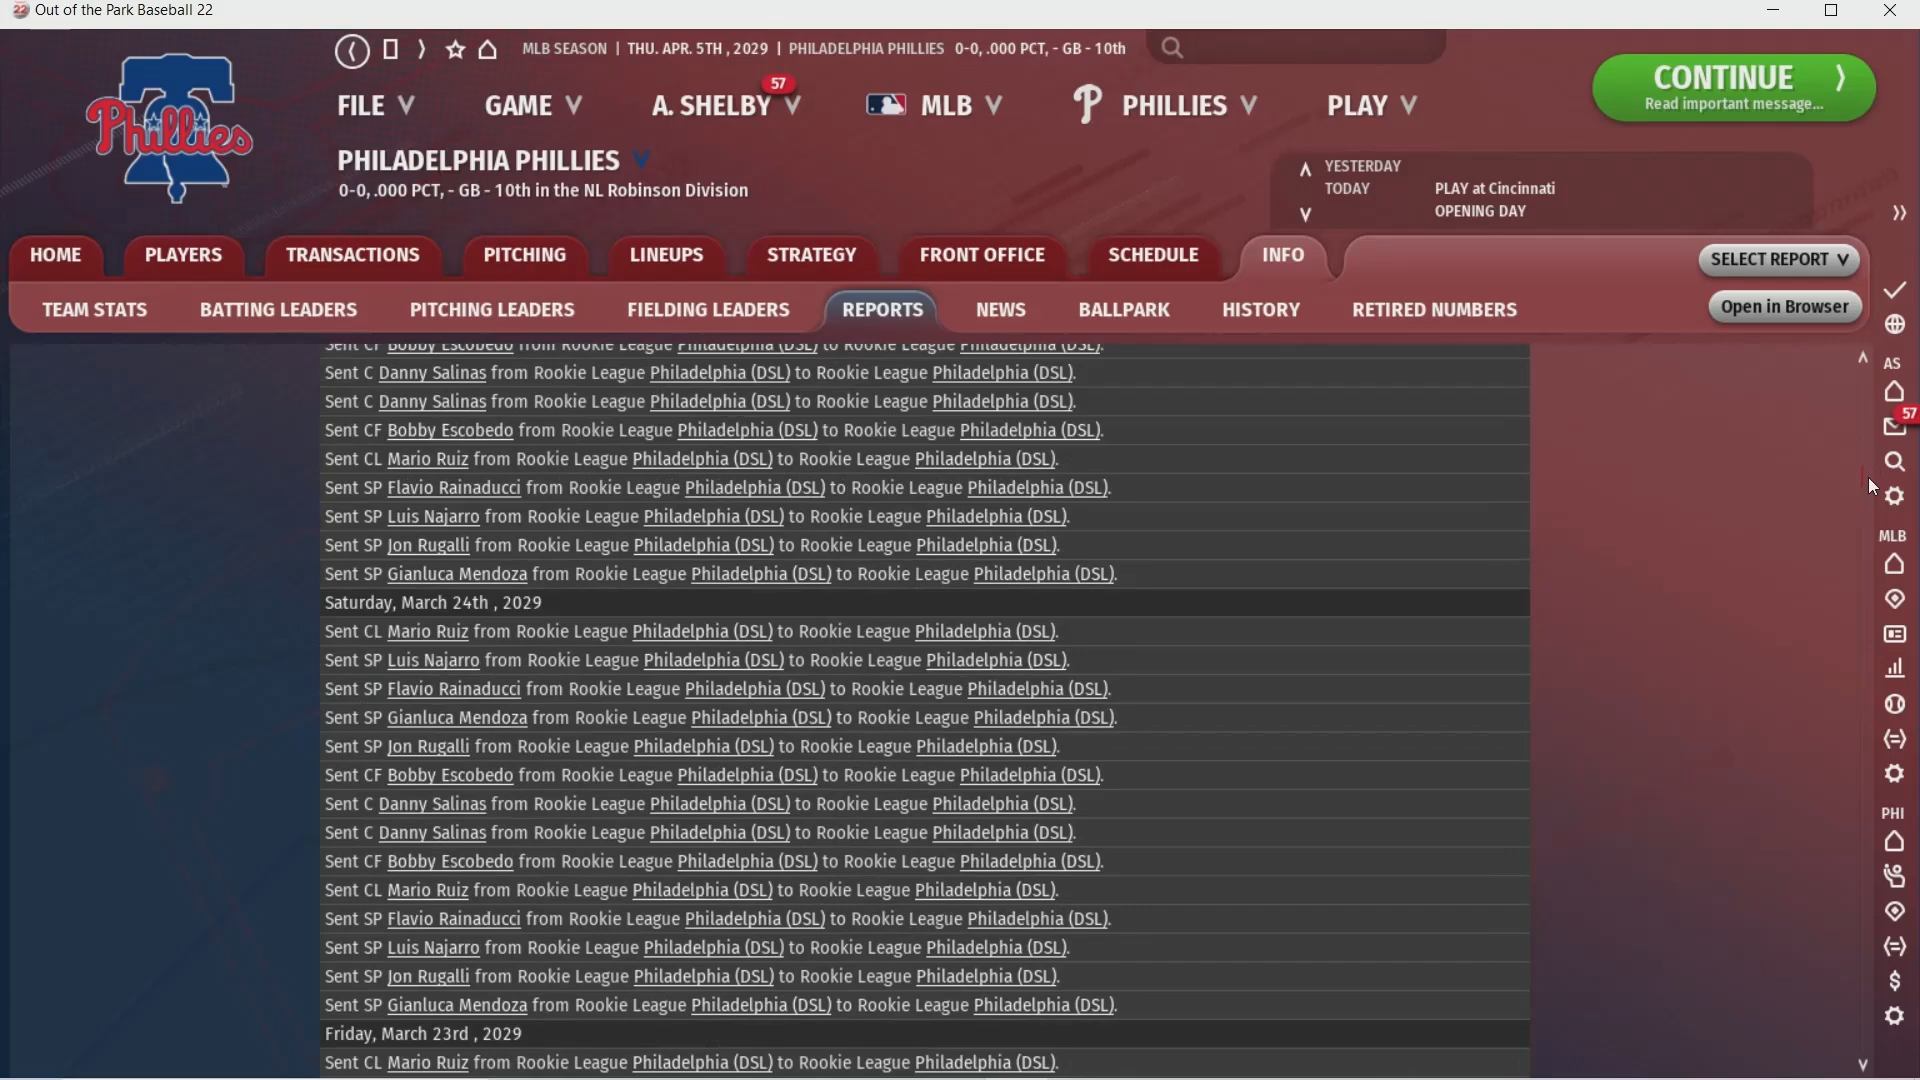 Out of the Park Baseball 22
MLB SEASON | THU. APR. 5TH , 2029 | PHILADELPHIA PHILLIES 0-0, .000 PCT, - GB - 10th
Phillies
FILE
GAME
A. SHELBY
57
MLB
PHILLIES
PLAY
CONTINUE
Read important message...
PHILADELPHIA PHILLIES
0-0, .000 PCT, - GB - 10th in the NL Robinson Division
YESTERDAY
TODAY PLAY at Cincinnati
OPENING DAY
HOME
PLAYERS
TRANSACTIONS
PITCHING
LINEUPS
STRATEGY
FRONT OFFICE
SCHEDULE
INFO
SELECT REPORT
TEAM STATS
BATTING LEADERS
PITCHING LEADERS
FIELDING LEADERS
REPORTS
NEWS
BALLPARK
HISTORY
RETIRED NUMBERS
Open in Browser
Sent CF Bobby Escobedo from Rookie League Philadelphia (DSL) to Rookie League Philadelphia (DSL).
Sent C Danny Salinas from Rookie League Philadelphia (DSL) to Rookie League Philadelphia (DSL).
Sent C Danny Salinas from Rookie League Philadelphia (DSL) to Rookie League Philadelphia (DSL).
Sent CF Bobby Escobedo from Rookie League Philadelphia (DSL) to Rookie League Philadelphia (DSL).
Sent CL Mario Ruiz from Rookie League Philadelphia (DSL) to Rookie League Philadelphia (DSL).
Sent SP Flavio Rainaducci from Rookie League Philadelphia (DSL) to Rookie League Philadelphia (DSL).
Sent SP Luis Najarro from Rookie League Philadelphia (DSL) to Rookie League Philadelphia (DSL).
Sent SP Jon Rugalli from Rookie League Philadelphia (DSL) to Rookie League Philadelphia (DSL).
Sent SP Gianluca Mendoza from Rookie League Philadelphia (DSL) to Rookie League Philadelphia (DSL).
Saturday, March 24th , 2029
Sent CL Mario Ruiz from Rookie League Philadelphia (DSL) to Rookie League Philadelphia (DSL).
Sent SP Luis Najarro from Rookie League Philadelphia (DSL) to Rookie League Philadelphia (DSL).
Sent SP Flavio Rainaducci from Rookie League Philadelphia (DSL) to Rookie League Philadelphia (DSL).
Sent SP Gianluca Mendoza from Rookie League Philadelphia (DSL) to Rookie League Philadelphia (DSL).
Sent SP Jon Rugalli from Rookie League Philadelphia (DSL) to Rookie League Philadelphia (DSL).
Sent CF Bobby Escobedo from Rookie League Philadelphia (DSL) to Rookie League Philadelphia (DSL).
Sent C Danny Salinas from Rookie League Philadelphia (DSL) to Rookie League Philadelphia (DSL).
Sent C Danny Salinas from Rookie League Philadelphia (DSL) to Rookie League Philadelphia (DSL).
Sent CF Bobby Escobedo from Rookie League Philadelphia (DSL) to Rookie League Philadelphia (DSL).
Sent CL Mario Ruiz from Rookie League Philadelphia (DSL) to Rookie League Philadelphia (DSL).
Sent SP Flavio Rainaducci from Rookie League Philadelphia (DSL) to Rookie League Philadelphia (DSL).
Sent SP Luis Najarro from Rookie League Philadelphia (DSL) to Rookie League Philadelphia (DSL).
Sent SP Jon Rugalli from Rookie League Philadelphia (DSL) to Rookie League Philadelphia (DSL).
Sent SP Gianluca Mendoza from Rookie League Philadelphia (DSL) to Rookie League Philadelphia (DSL).
Friday, March 23rd , 2029
Sent CL Mario Ruiz from Rookie League Philadelphia (DSL) to Rookie League Philadelphia (DSL).
AS
57
MLB
PHI